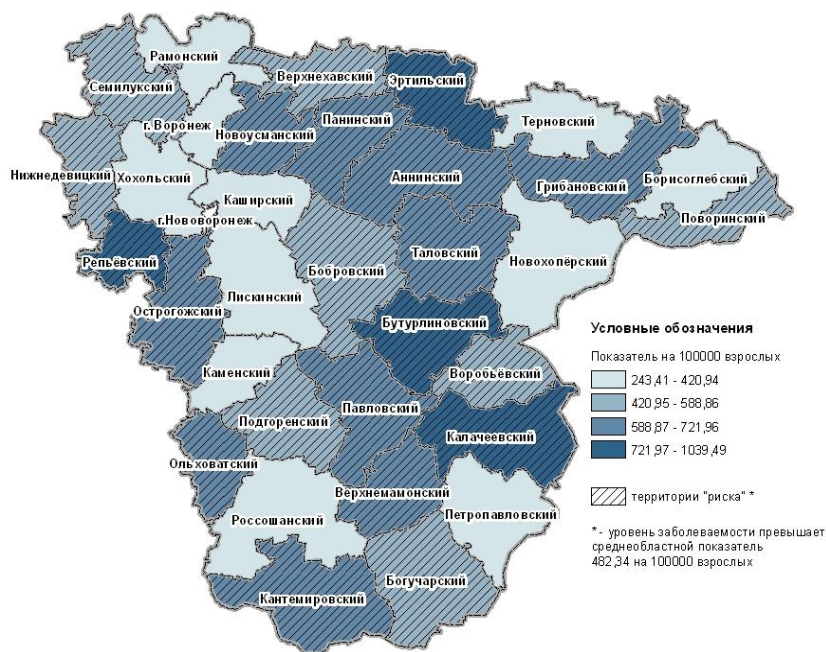 Рамонский
Верхнехавский
Эртильский
Семилукский
г. Воронеж
Новоусманский
Панинский
Терновский
Нижнедевицкий
Хохольский
Аннинский
Грибановский
Борисоглебский
Каширский
Поворинский
г.Нововоронеж
Репьёвский
Бобровский
Таловский
Новохопёрский
Лискинский
Острогожский
Бутурлиновский
Каменский
Воробьёвский
Подгоренский
Павловский
Калачеевский
Ольховатский
Верхнемамонский
Россошанский
Петропавловский
Богучарский
Кантемировский
Условные обозначения
Показатель на 100000 взрослых
243,41 - 420,94
420,95 - 588,86
588,87 - 721,96
721,97 - 1039,49
территории "риска" *
* - уровень заболеваемости превышает
среднеобластной показатель
482,34 на 100000 взрослых